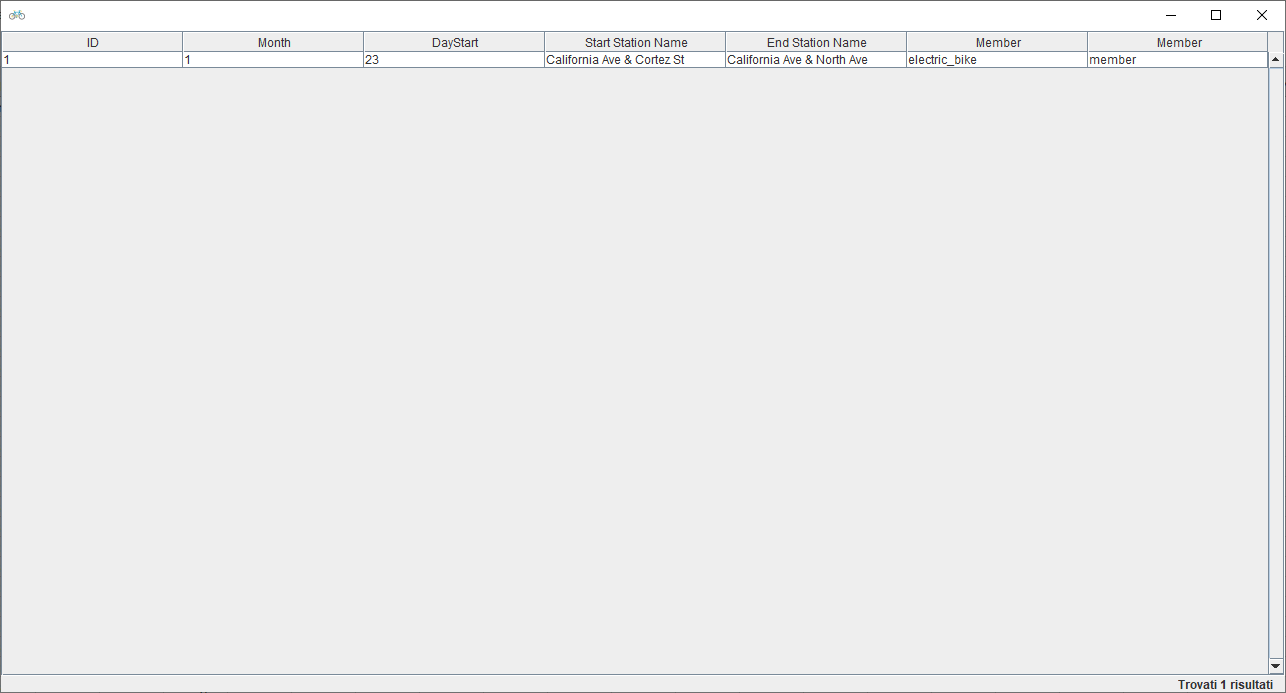 ID Month DayStart Start Station Name End Station Name Member Member
1 1 23 California Ave & Cortez St California Ave & North Ave electric_bike member
Trovati 1 risultati